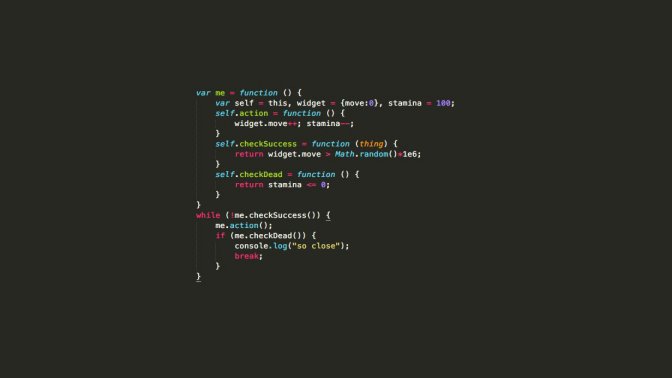 var me = function () {
var self = this, widget = {move:0}, stamina = 100;
self.action = function () {
widget.move++; stamina--;
}
self.checkSuccess = function (thing) {
return widget.move > Math.random()*1e6;
}
self.checkDead = function () {
return stamina <= 0;
}
}
while (!me.checkSuccess()) {
me.action();
if (me.checkDead()) {
console.log("so close");
break;
}
}